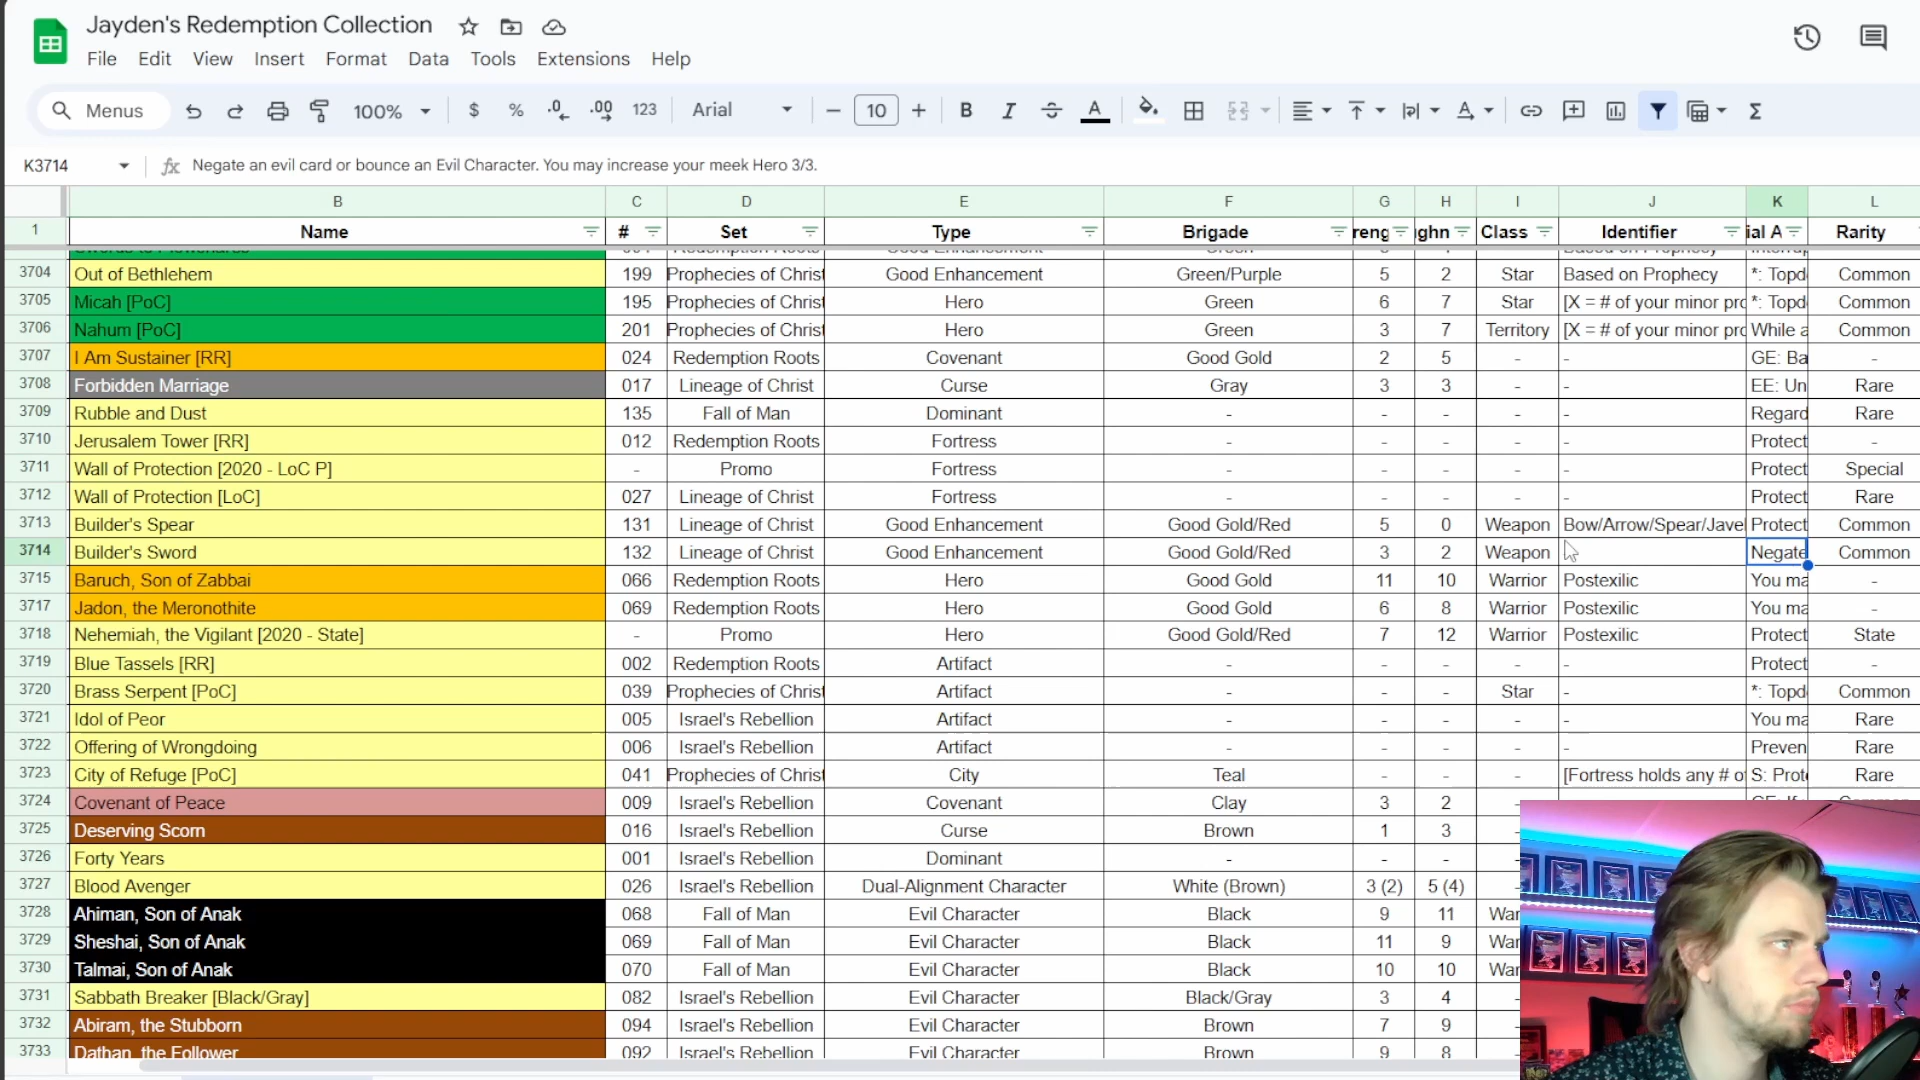 Jayden's Redemption Collection
File Edit View Insert Format Data Tools Extensions Help
Menus 100% $ % .0 .00 123 Arial 10 B I A
K3714 fx Negate an evil card or bounce an Evil Character. You may increase your meek Hero 3/3.
B C D E F G H I J K L
1 Name # Set Type Brigade reng ghn Class Identifier ial A Rarity
3704 Out of Bethlehem 199 Prophecies of Christ Good Enhancement Green/Purple 5 2 Star Based on Prophecy *: Topd Common
3705 Micah [PoC] 195 Prophecies of Christ Hero Green 6 7 Star [X = # of your minor pro *: Topd Common
3706 Nahum [PoC] 201 Prophecies of Christ Hero Green 3 7 Territory [X = # of your minor pro While a Common
3707 I Am Sustainer [RR] 024 Redemption Roots Covenant Good Gold 2 5 - - GE: Ba -
3708 Forbidden Marriage 017 Lineage of Christ Curse Gray 3 3 - - EE: Un Rare
3709 Rubble and Dust 135 Fall of Man Dominant - - - - - Regard Rare
3710 Jerusalem Tower [RR] 012 Redemption Roots Fortress - - - - - Protect -
3711 Wall of Protection [2020 - LoC P] - Promo Fortress - - - - - Protect Special
3712 Wall of Protection [LoC] 027 Lineage of Christ Fortress - - - - - Protect Rare
3713 Builder's Spear 131 Lineage of Christ Good Enhancement Good Gold/Red 5 0 Weapon Bow/Arrow/Spear/Javel Protect Common
3714 Builder's Sword 132 Lineage of Christ Good Enhancement Good Gold/Red 3 2 Weapon Negate Common
3715 Baruch, Son of Zabbai 066 Redemption Roots Hero Good Gold 11 10 Warrior Postexilic You ma -
3717 Jadon, the Meronothite 069 Redemption Roots Hero Good Gold 6 8 Warrior Postexilic You ma -
3718 Nehemiah, the Vigilant [2020 - State] - Promo Hero Good Gold/Red 7 12 Warrior Postexilic Protect State
3719 Blue Tassels [RR] 002 Redemption Roots Artifact - - - - - Protect -
3720 Brass Serpent [PoC] 039 Prophecies of Christ Artifact - - - Star - *: Topd Common
3721 Idol of Peor 005 Israel's Rebellion Artifact - - - - - You ma Rare
3722 Offering of Wrongdoing 006 Israel's Rebellion Artifact - - - - - Preven Rare
3723 City of Refuge [PoC] 041 Prophecies of Christ City Teal - - - [Fortress holds any # of S: Prote Rare
3724 Covenant of Peace 009 Israel's Rebellion Covenant Clay 3 2 -
3725 Deserving Scorn 016 Israel's Rebellion Curse Brown 1 3 -
3726 Forty Years 001 Israel's Rebellion Dominant - - - -
3727 Blood Avenger 026 Israel's Rebellion Dual-Alignment Character White (Brown) 3 (2) 5 (4) -
3728 Ahiman, Son of Anak 068 Fall of Man Evil Character Black 9 11 War
3729 Sheshai, Son of Anak 069 Fall of Man Evil Character Black 11 9 War
3730 Talmai, Son of Anak 070 Fall of Man Evil Character Black 10 10 War
3731 Sabbath Breaker [Black/Gray] 082 Israel's Rebellion Evil Character Black/Gray 3 4 -
3732 Abiram, the Stubborn 094 Israel's Rebellion Evil Character Brown 7 9 -
3733 Dathan, the Follower 092 Israel's Rebellion Evil Character Brown 9 8 -